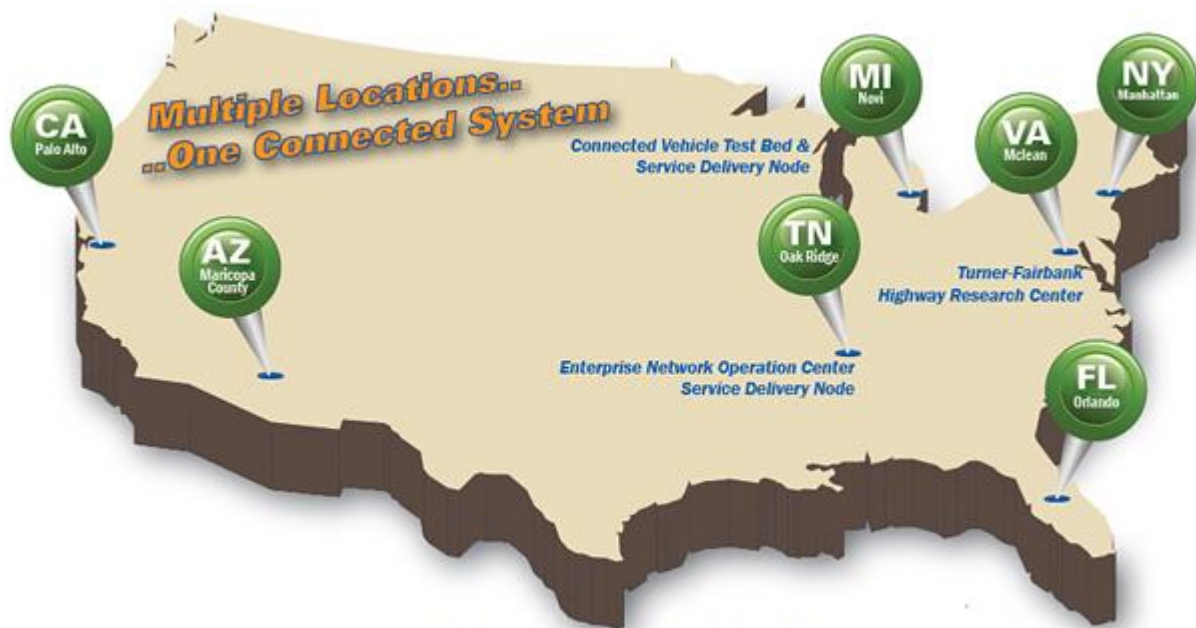 Multiple Locations..
..One Connected System
CA
Palo Alto
AZ
Maricopa
County
MI
Novi
Connected Vehicle Test Bed &
Service Delivery Node
NY
Manhattan
VA
Mclean
Turner-Fairbank
Highway Research Center
TN
Oak Ridge
Enterprise Network Operation Center
Service Delivery Node
FL
Orlando